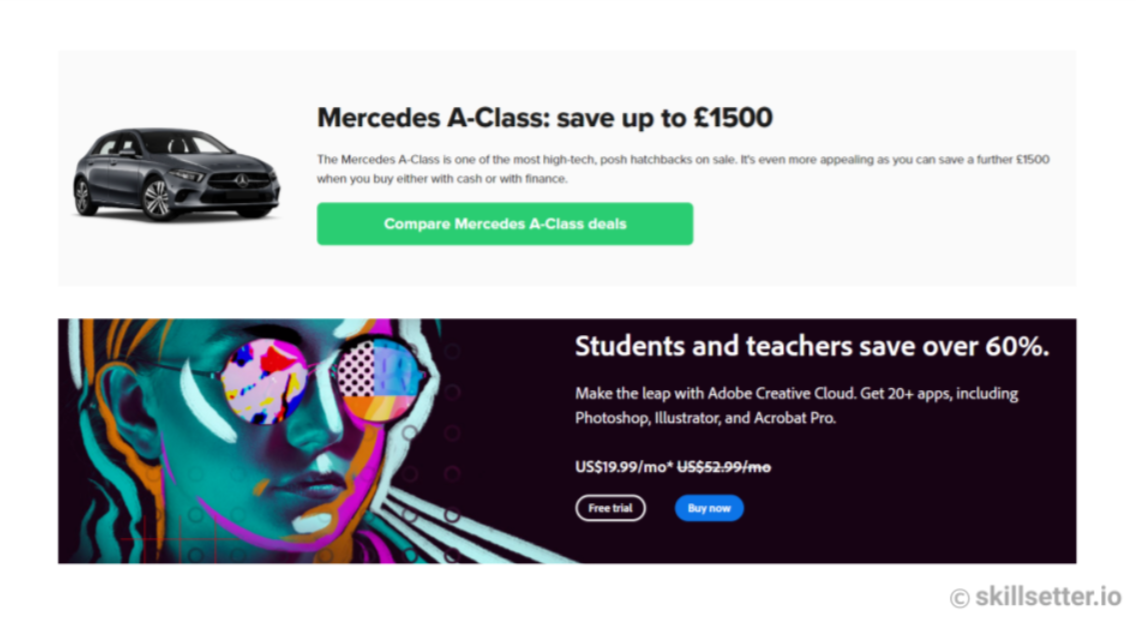 Mercedes A-Class: save up to £1500
The Mercedes A-Class is one of the most high-tech, posh hatchbacks on sale. It's even more appealing as you can save a further £1500
when you buy either with cash or with finance.
Compare Mercedes A-Class deals
Students and teachers save over 60%.
Make the leap with Adobe Creative Cloud. Get 20+ apps, including
Photoshop, Illustrator, and Acrobat Pro.
US$19.99/mo* US$52.99/mo
Free trial Buy now
© skillsetter.io